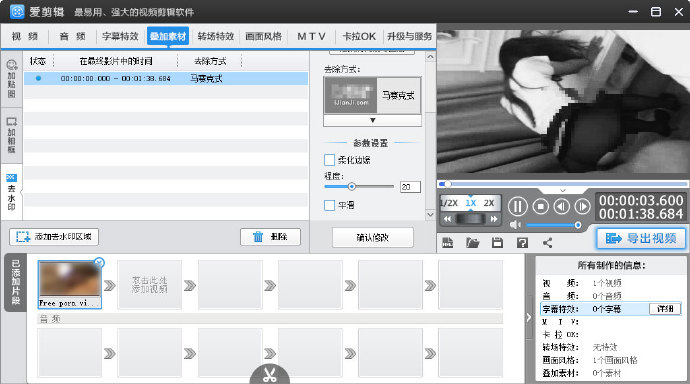 爱剪辑 最易用、强大的视频剪辑软件
视 频 音 频 字幕特效 叠加素材 转场特效 画面风格 M T V 卡拉OK 升级与服务
加贴图
加相框
去水印
状态 在最终影片中的时间 去除方式
00:00:00.000 -- 00:01:38.684 马赛克式
去除方式：
iJianJi.com 马赛克式
参数设置
柔化边缘
程度：
20
平滑
添加去水印区域 删除 确认修改
1/2X 1X 2X
00:00:03.600
00:01:38.684
导出视频
已添加片段
Free porn vi...
双击此处
添加视频
音 频
所有制作的信息：
视 频： 1个视频
音 频： 0个音频
字幕特效： 0个字幕 详细
M T V：
卡 拉 OK：
转场特效： 无特效
画面风格： 1个画面风格
叠加素材： 0个素材